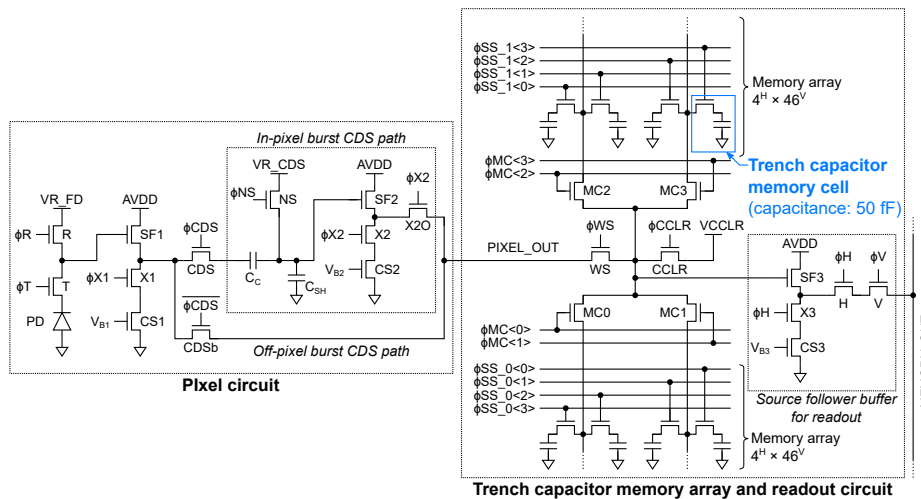 φSS_1<3>
φSS_1<2>
φSS_1<1>
φSS_1<0>
Memory array
4H × 46V
Trench capacitor
memory cell
(capacitance: 50 fF)
φMC<3>
φMC<2>
MC2
MC3
In-pixel burst CDS path
VR_CDS
AVDD
φNS
NS
SF2
φX2
X2O
φX2
X2
VB2
CS2
CC
CSH
VR_FD
AVDD
φR
R
SF1
φCDS
CDS
φT
T
φX1
X1
PD
VB1
CS1
φCDS
CDSb
Off-pixel burst CDS path
PIxel circuit
PIXEL_OUT
φWS
WS
φCCLR
CCLR
VCCLR
AVDD
φH
φV
SF3
H
V
φH
X3
VB3
CS3
Source follower buffer
for readout
MC0
MC1
φMC<0>
φMC<1>
φSS_0<0>
φSS_0<1>
φSS_0<2>
φSS_0<3>
Memory array
4H × 46V
Trench capacitor memory array and readout circuit